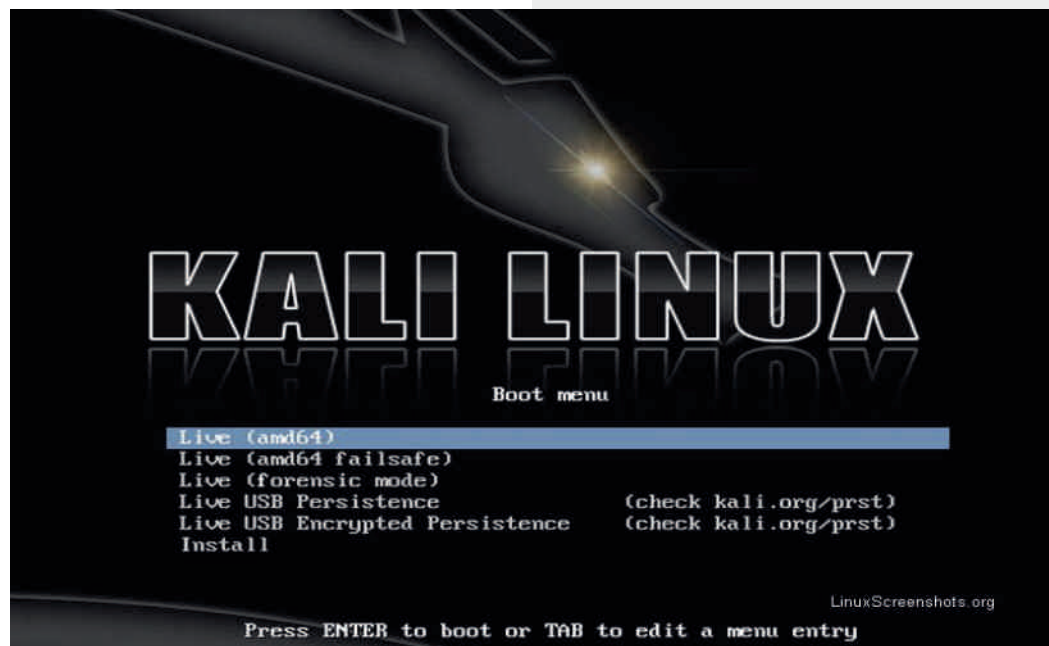 KALI LINUX
Boot menu
Live (amd64)
Live (amd64 failsafe)
Live (forensic mode)
Live USB Persistence (check kali.org/prst)
Live USB Encrypted Persistence (check kali.org/prst)
Install
LinuxScreenshots.org
Press ENTER to boot or TAB to edit a menu entry